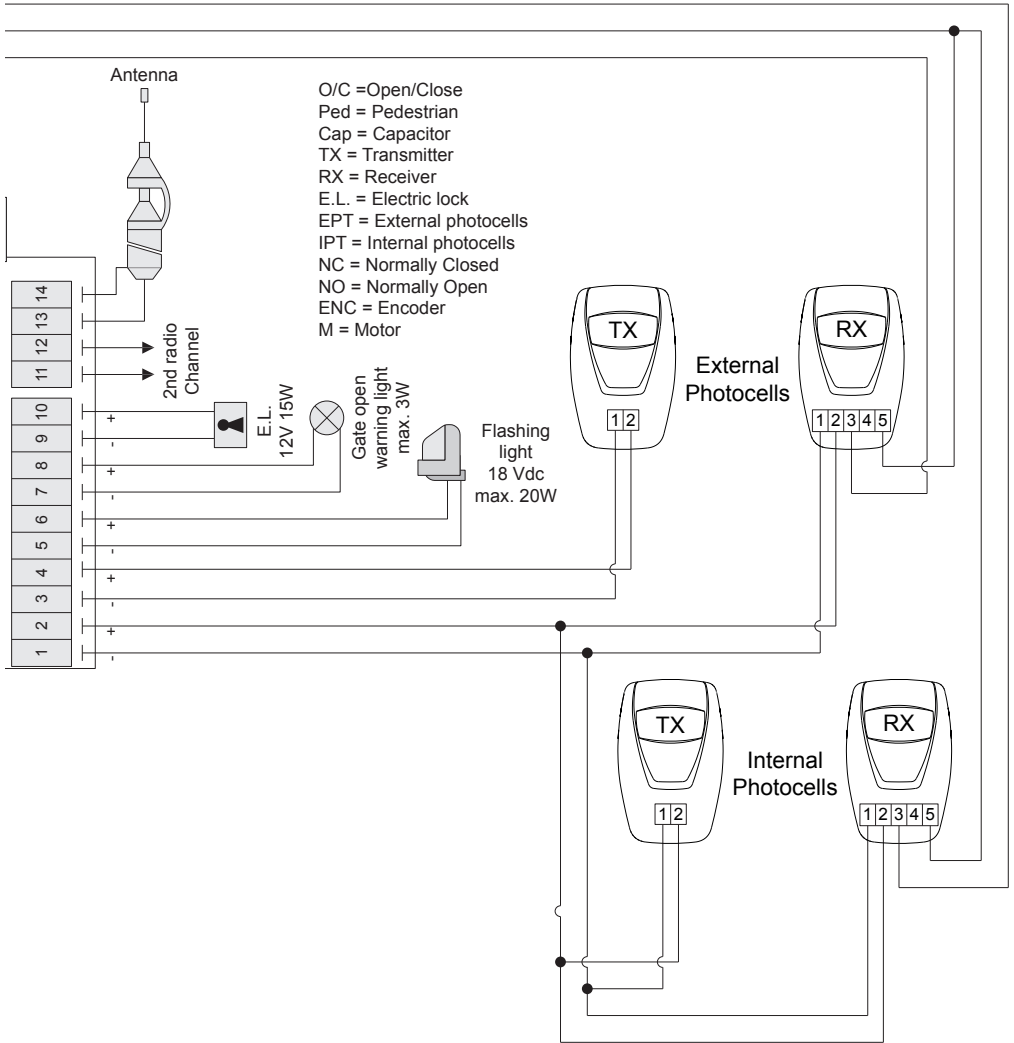 Antenna
O/C =Open/Close
Ped = Pedestrian
Cap = Capacitor
TX = Transmitter
RX = Receiver
E.L. = Electric lock
EPT = External photocells
IPT = Internal photocells
NC = Normally Closed
NO = Normally Open
ENC = Encoder
M = Motor
14
13
12
11
2nd radio
Channel
10
9
8
7
6
5
4
3
2
1
+
-
+
-
+
-
+
-
+
-
E.L.
12V 15W
Gate open
warning light
max. 3W
Flashing
light
18 Vdc
max. 20W
TX
1 2
External
Photocells
RX
1 2 3 4 5
TX
1 2
Internal
Photocells
RX
1 2 3 4 5